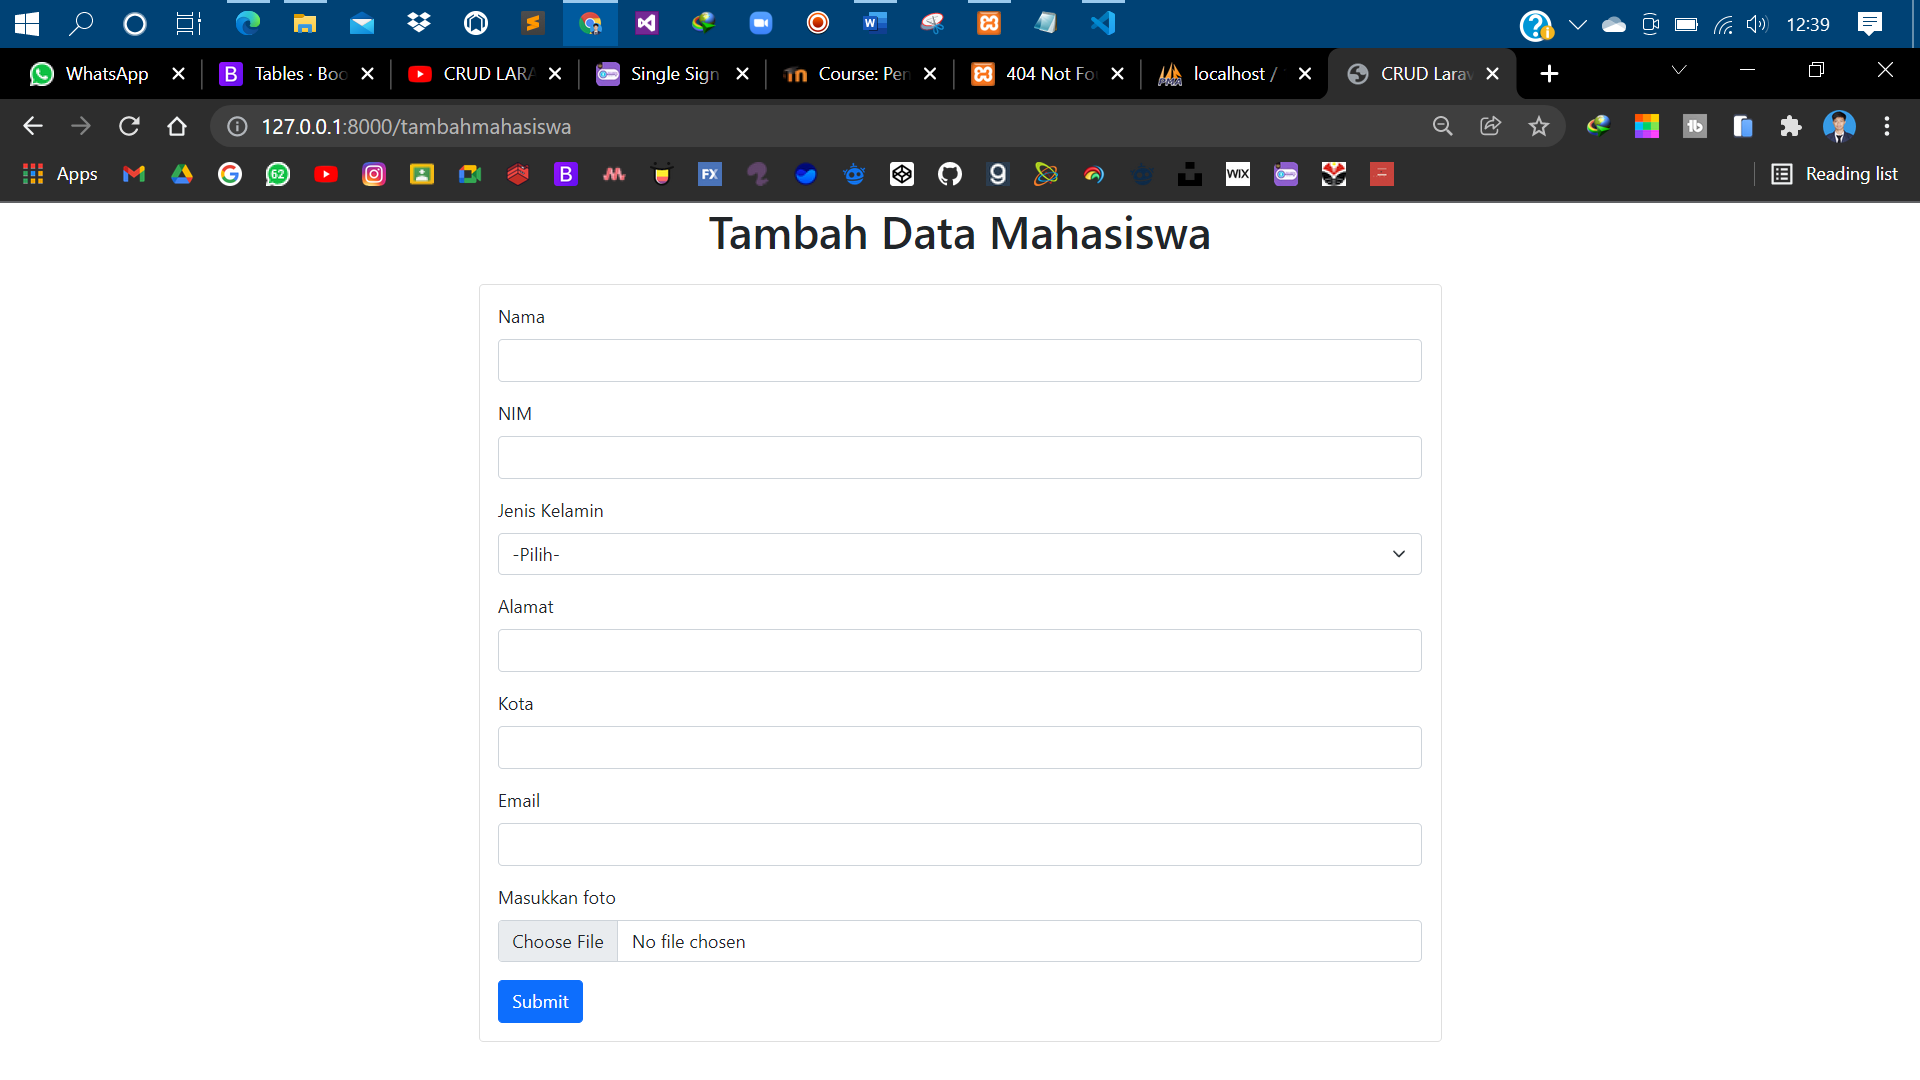 12:39
WhatsApp
Tables · Boo
CRUD LARA
Single Sign
Course: Pen
404 Not Fo
localhost /
CRUD Larav
127.0.0.1:8000/tambahmahasiswa
Apps
62
FX
WIX
Reading list
Tambah Data Mahasiswa
Nama
NIM
Jenis Kelamin
-Pilih-
Alamat
Kota
Email
Masukkan foto
Choose File No file chosen
Submit